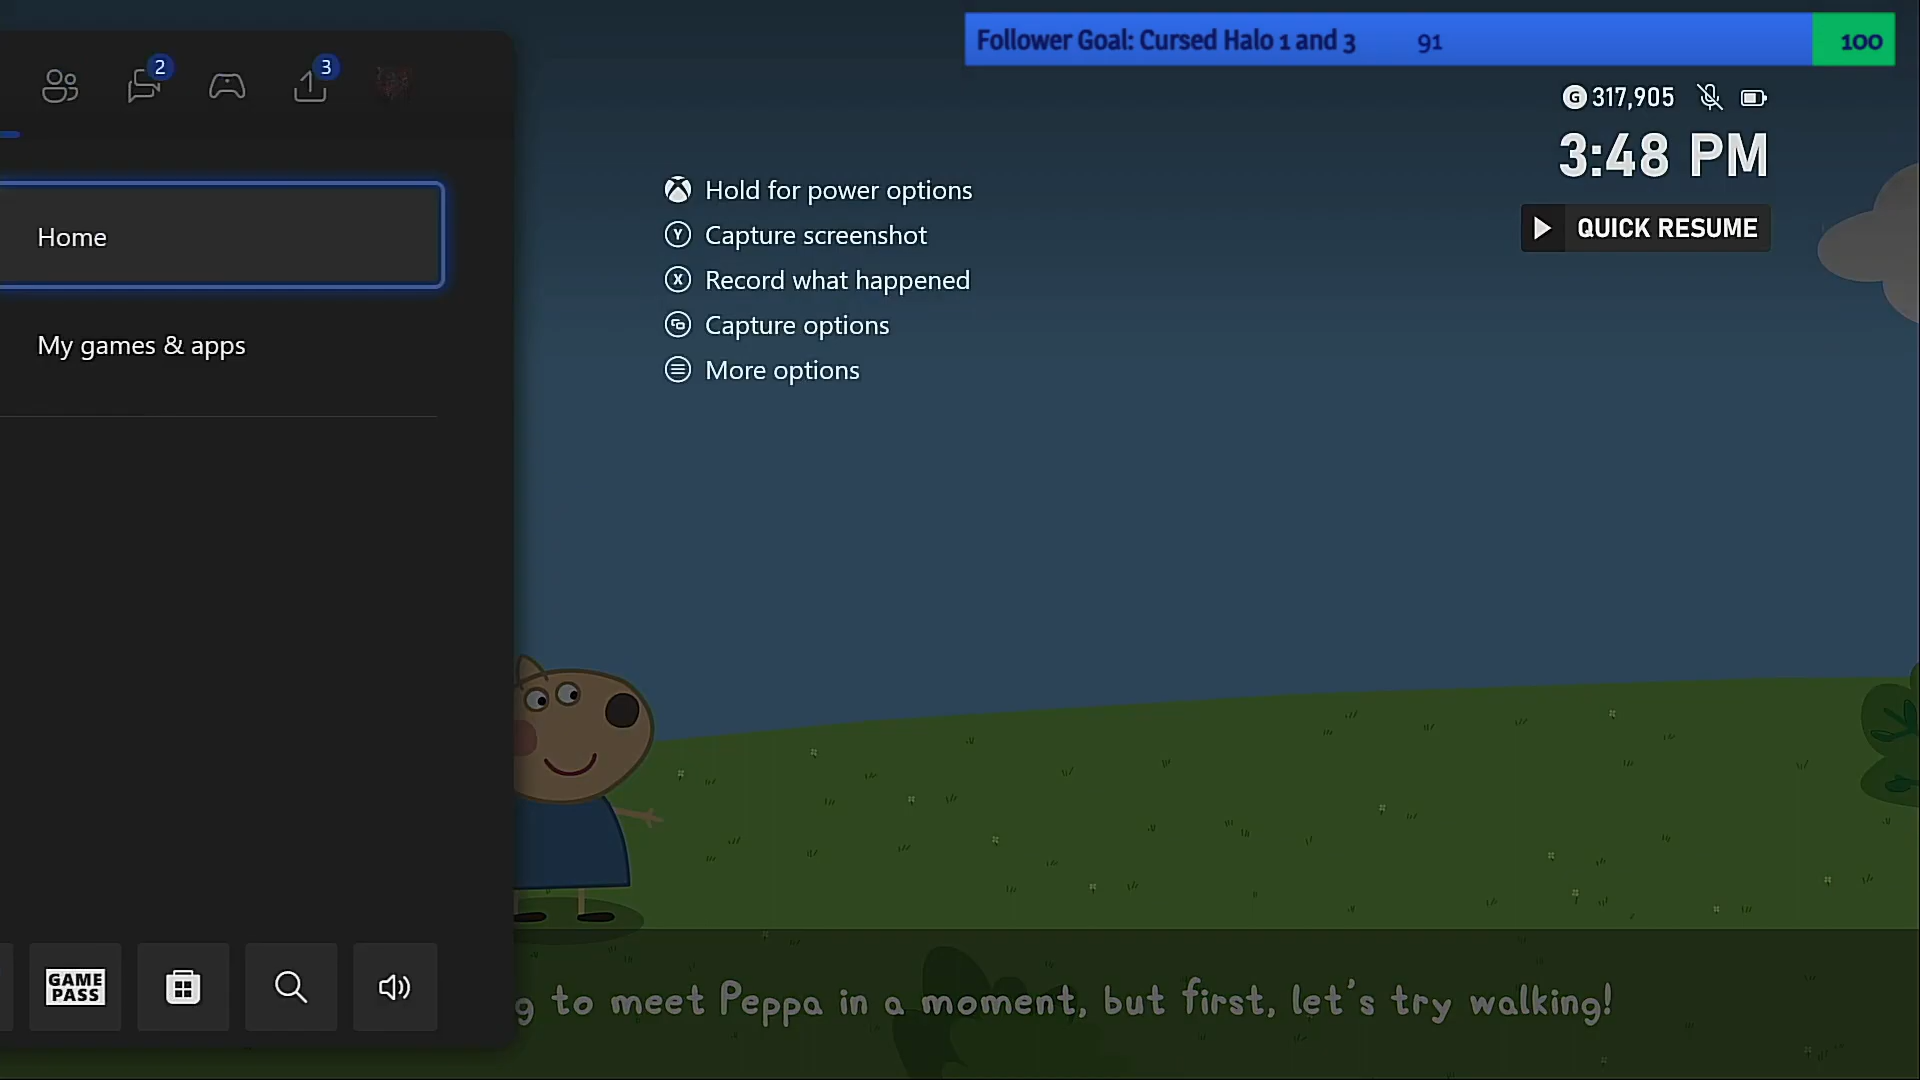 Follower Goal: Cursed Halo 1 and 3 91 100
2
3
G 317,905
3:48 PM
QUICK RESUME
Hold for power options
Y Capture screenshot
X Record what happened
Capture options
More options
Home
My games & apps
GAME
PASS
g to meet Peppa in a moment, but first, let's try walking!